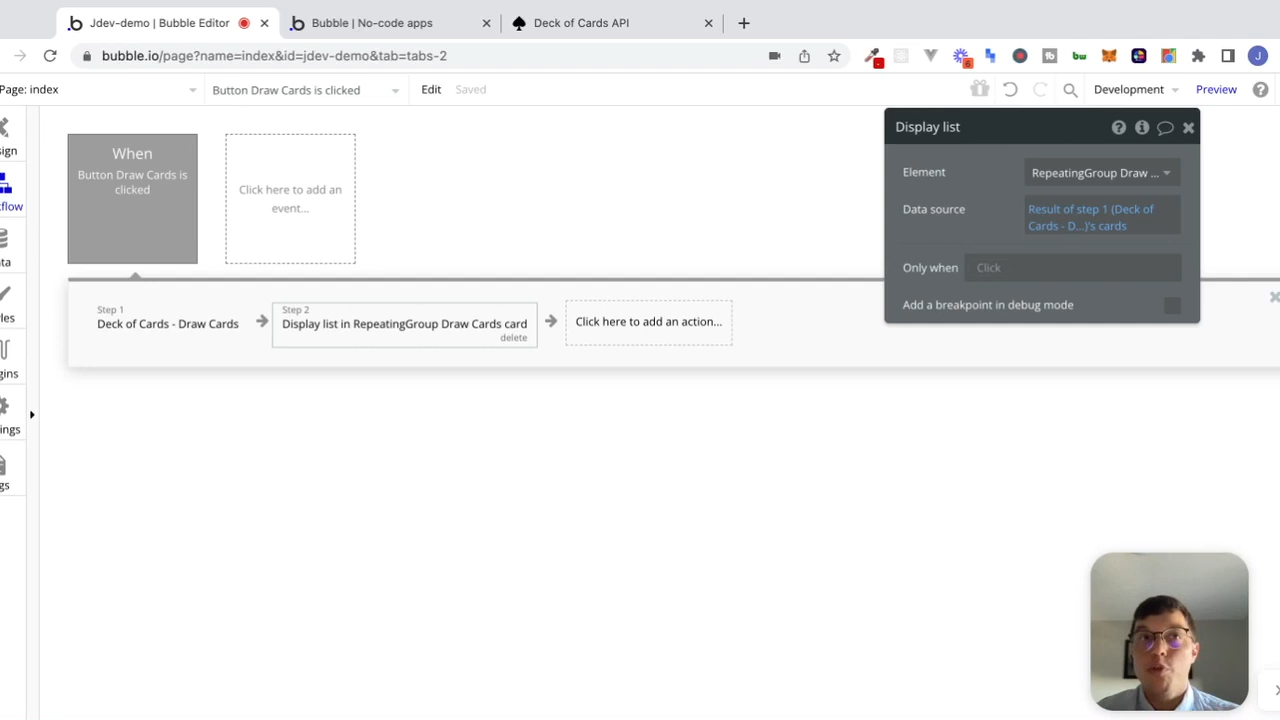 Jdev-demo | Bubble Editor
Bubble | No-code apps
Deck of Cards API
bubble.io/page?name=index&id=jdev-demo&tab=tabs-2
6
J
Page: index
Button Draw Cards is clicked
Edit
Saved
Development
Preview
sign
kflow
ta
les
gins
ings
gs
When
Button Draw Cards is
clicked
Click here to add an
event...
Display list
Element
RepeatingGroup Draw ...
Data source
Result of step 1 (Deck of
Cards - D...)'s cards
Only when
Click
Add a breakpoint in debug mode
Step 1
Deck of Cards - Draw Cards
Step 2
Display list in RepeatingGroup Draw Cards card
delete
Click here to add an action...